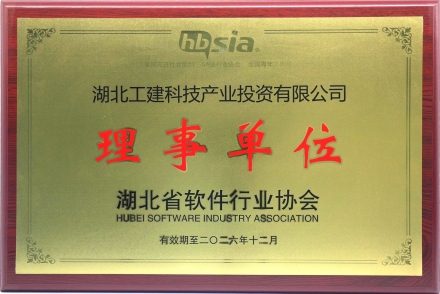 hbsia
湖北工建科技产业投资有限公司
理事单位
湖北省软件行业协会
HUBEI SOFTWARE INDUSTRY ASSOCIATION
有效期至二〇二六年十二月